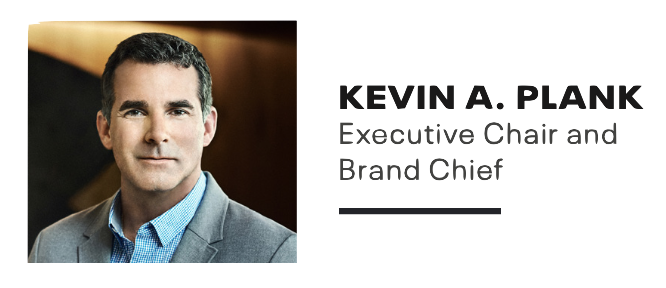 KEVIN A. PLANK
Executive Chair and
Brand Chief